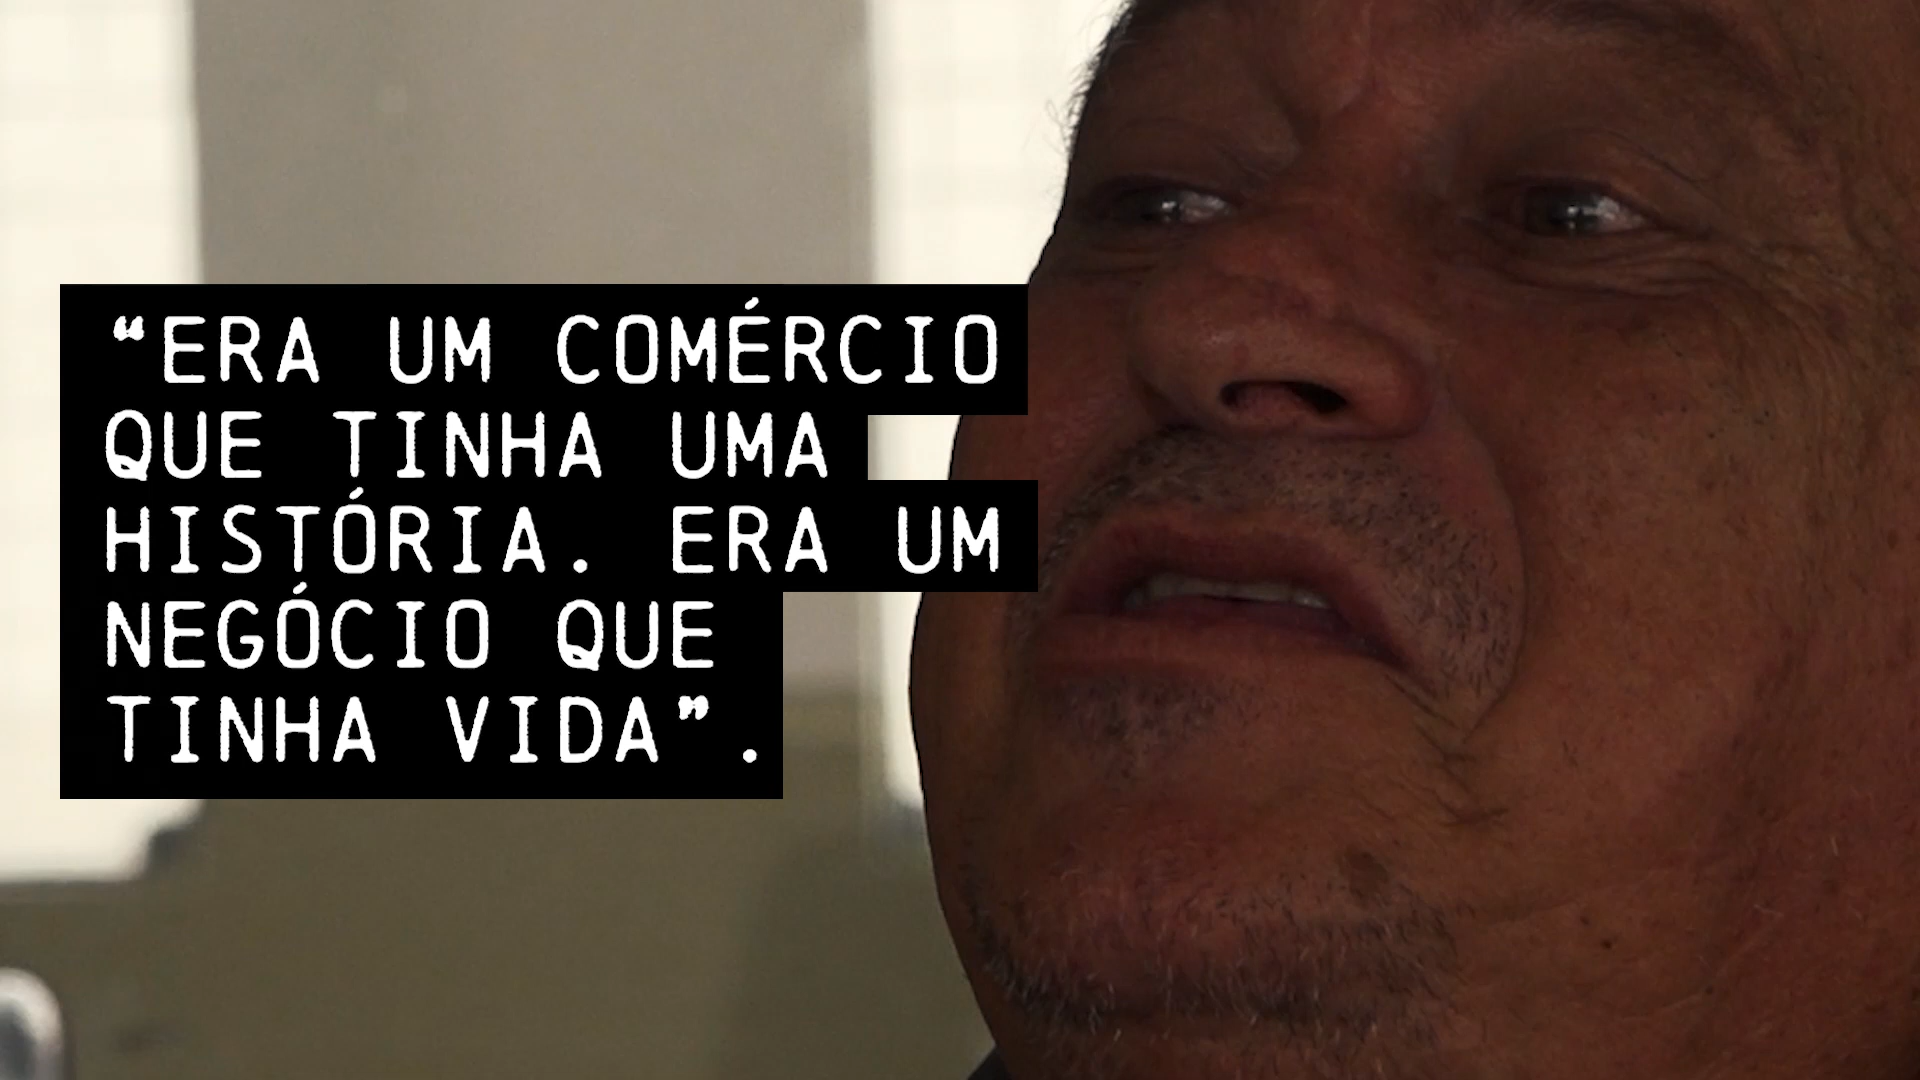 “ERA UM COMÉRCIO
QUE TINHA UMA
HISTÓRIA. ERA UM
NEGÓCIO QUE
TINHA VIDA”.